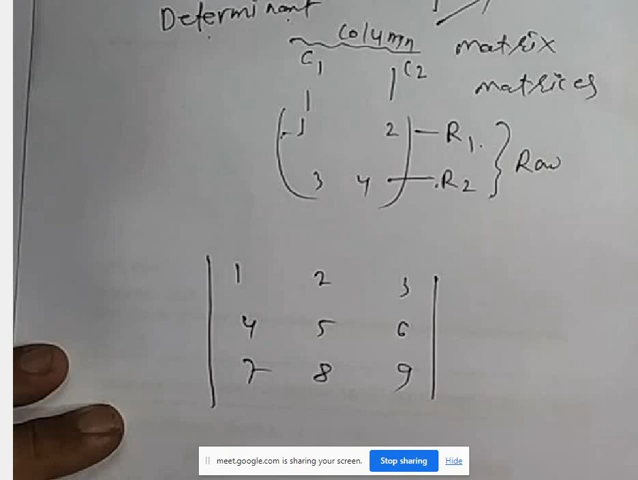 Determinant
Column
matrix
C1 C2
matrices
1 2 R1.
Row
3 4 R2
1 2 3
4 5 6
7 8 9
meet.google.com is sharing your screen. Stop sharing Hide